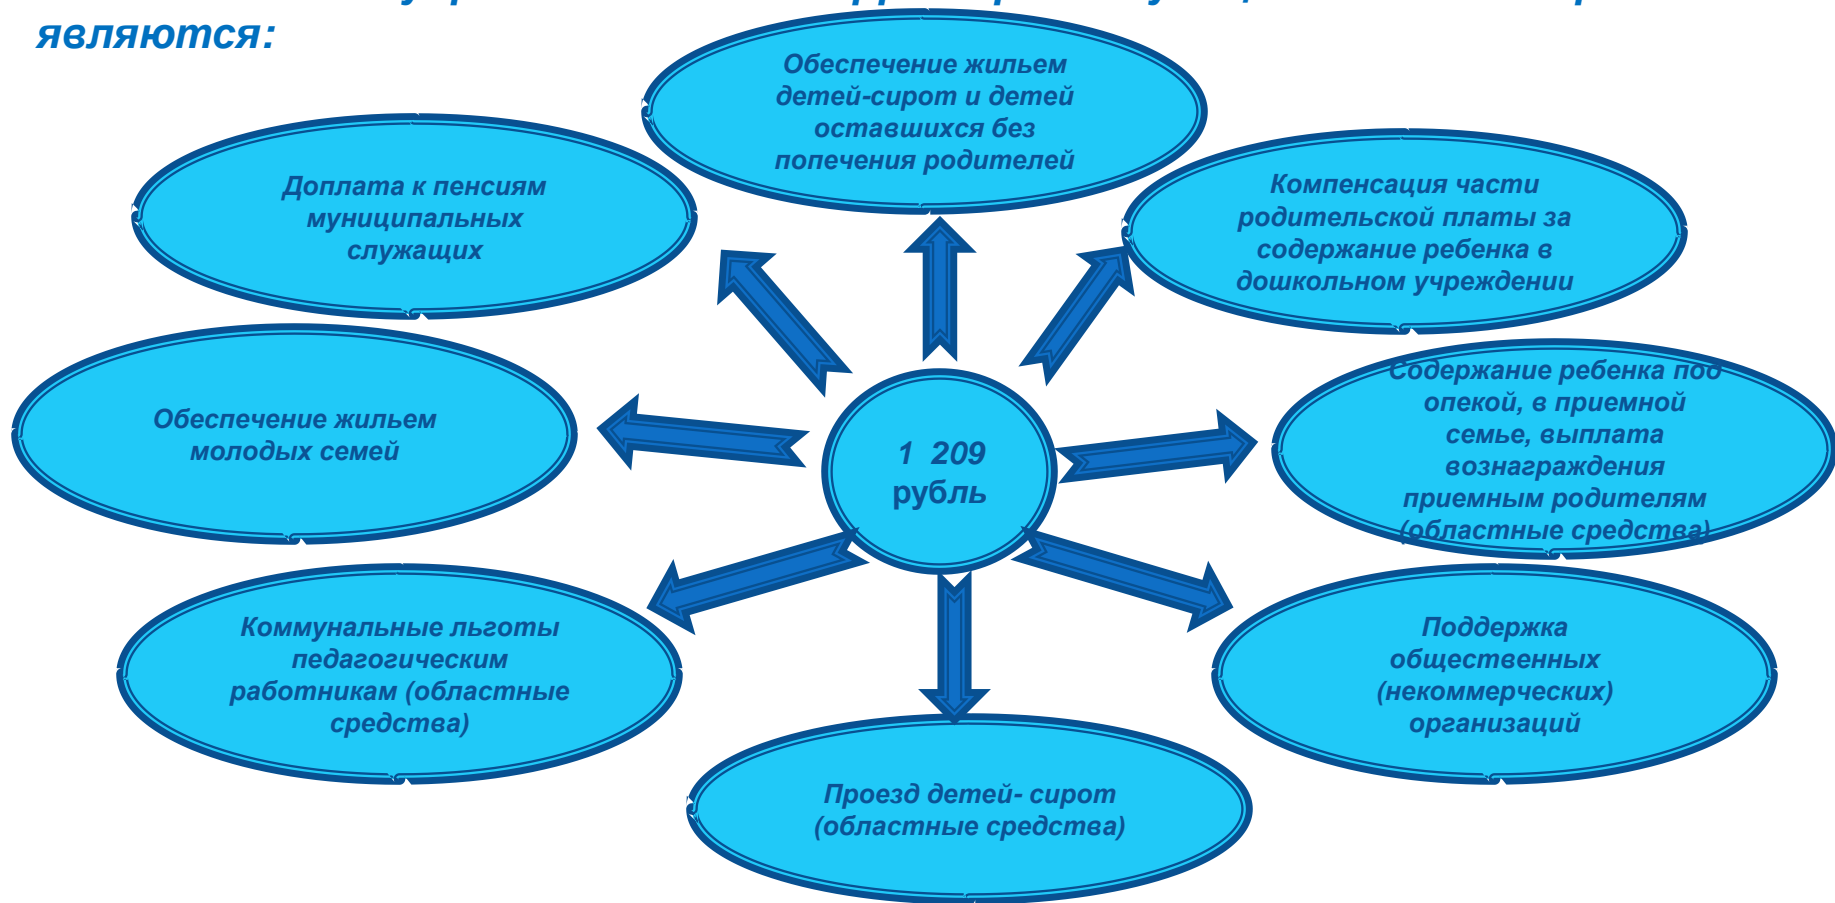 являются:
Обеспечение жильем
детей-сирот и детей
оставшихся без
попечения родителей
Доплата к пенсиям
муниципальных
служащих
Компенсация части
родительской платы за
содержание ребенка в
дошкольном учреждении
Обеспечение жильем
молодых семей
1 209
рубль
Содержание ребенка под
опекой, в приемной
семье, выплата
вознаграждения
приемным родителям
(областные средства)
Коммунальные льготы
педагогическим
работникам (областные
средства)
Поддержка
общественных
(некоммерческих)
организаций
Проезд детей- сирот
(областные средства)